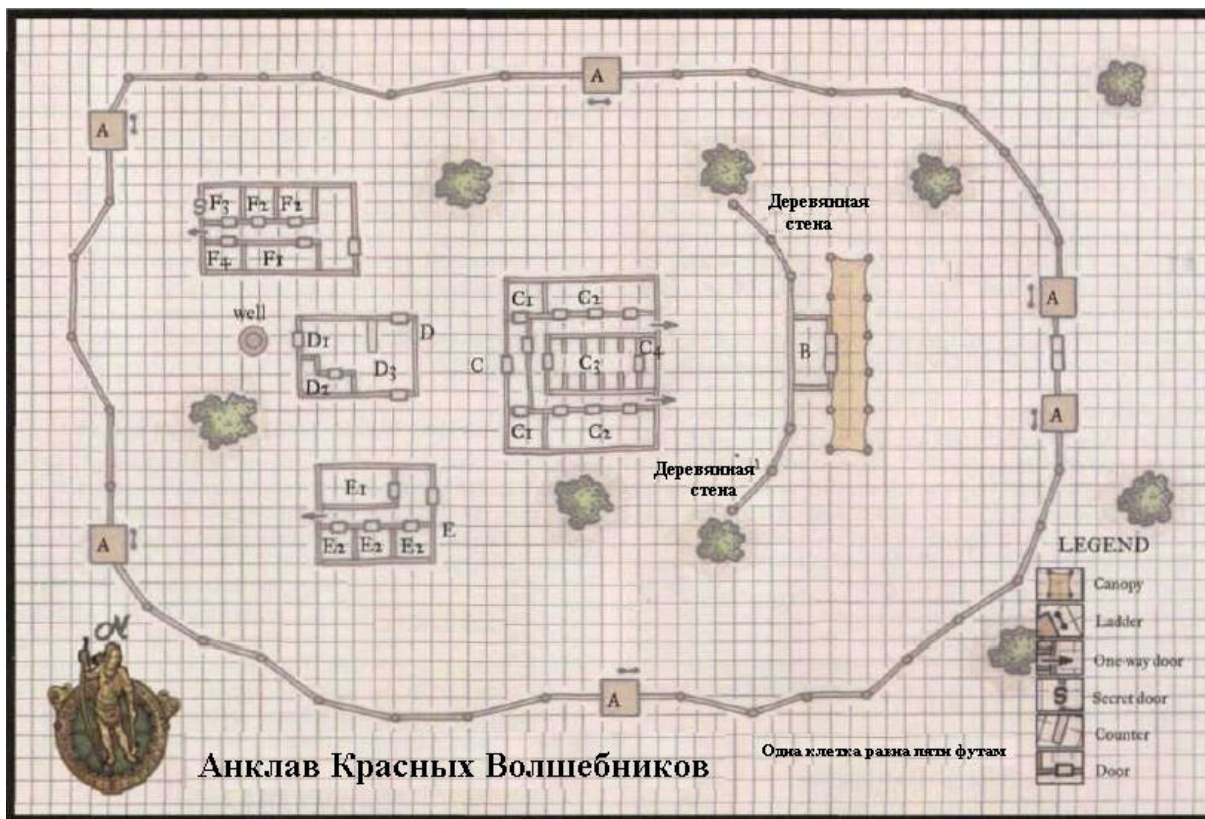 A
A
A
Деревянная
стена
F3 F2 F2
S
F4 F1
A
well
D1 D
D2 D3
C1 C2
C C3 C4
C1 C2
B
A
Деревянная
стена
E1
E
E2 E2 E2
A
LEGEND
Canopy
Ladder
One-way door
S Secret door
Counter
Door
N
A
Анклав Красных Волшебников
Одна клетка равна пяти футам